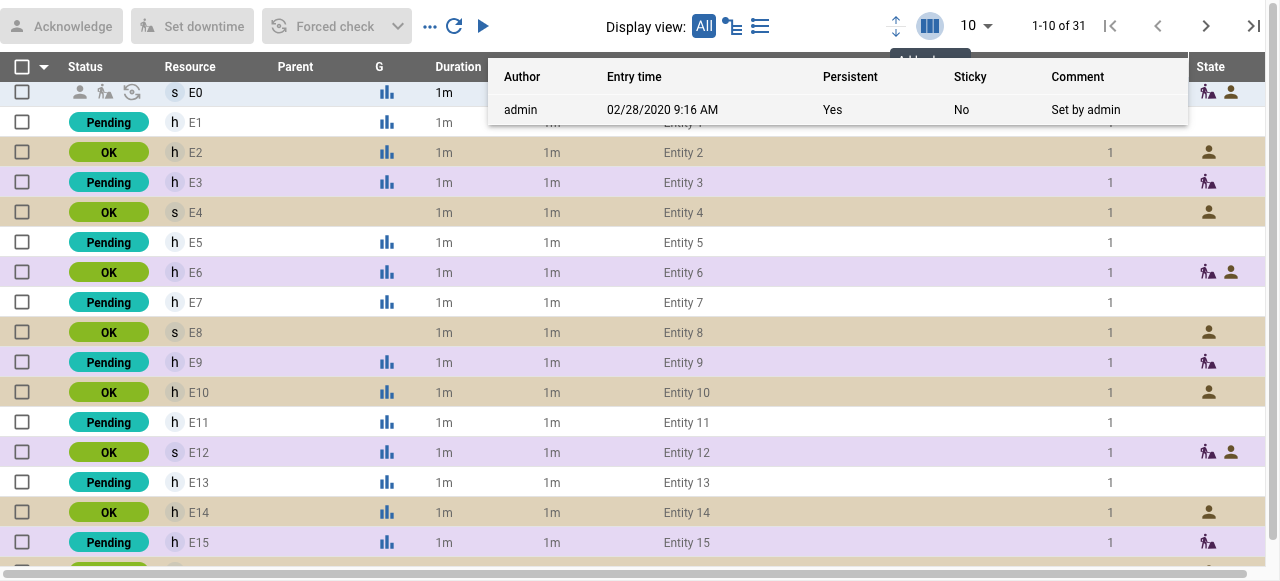 Acknowledge Set downtime Forced check Display view: All 10 1-10 of 31
Status Resource Parent G Duration State
Author Entry time Persistent Sticky Comment
s E0 1m
admin 02/28/2020 9:16 AM Yes No Set by admin
Pending h E1 1m
OK h E2 1m 1m Entity 2 1
Pending h E3 1m 1m Entity 3 1
OK s E4 1m 1m Entity 4 1
Pending h E5 1m 1m Entity 5 1
OK h E6 1m 1m Entity 6 1
Pending h E7 1m 1m Entity 7 1
OK s E8 1m 1m Entity 8 1
Pending h E9 1m 1m Entity 9 1
OK h E10 1m 1m Entity 10 1
Pending h E11 1m 1m Entity 11 1
OK s E12 1m 1m Entity 12 1
Pending h E13 1m 1m Entity 13 1
OK h E14 1m 1m Entity 14 1
Pending h E15 1m 1m Entity 15 1